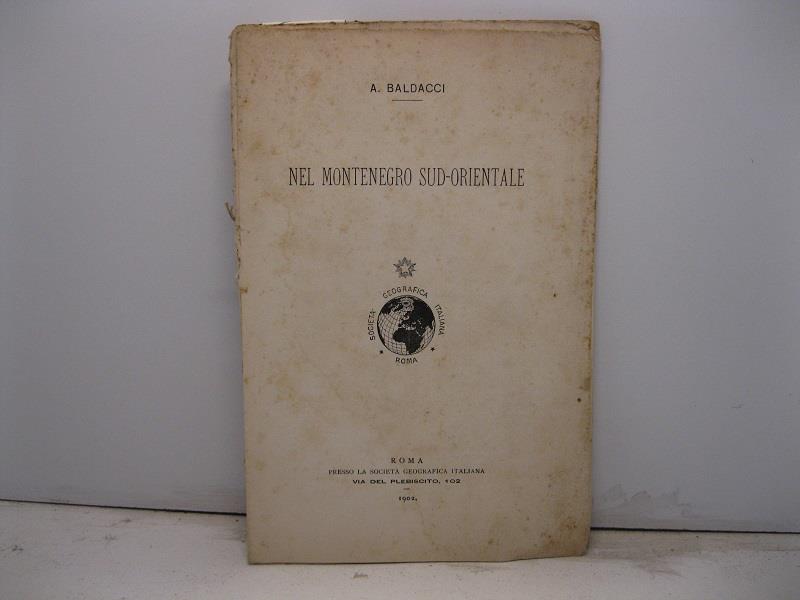 A. BALDACCI
NEL MONTENEGRO SUD-ORIENTALE
SOCIETÀ GEOGRAFICA ITALIANA
ROMA
ROMA
PRESSO LA SOCIETÀ GEOGRAFICA ITALIANA
VIA DEL PLEBISCITO, 102
1902,